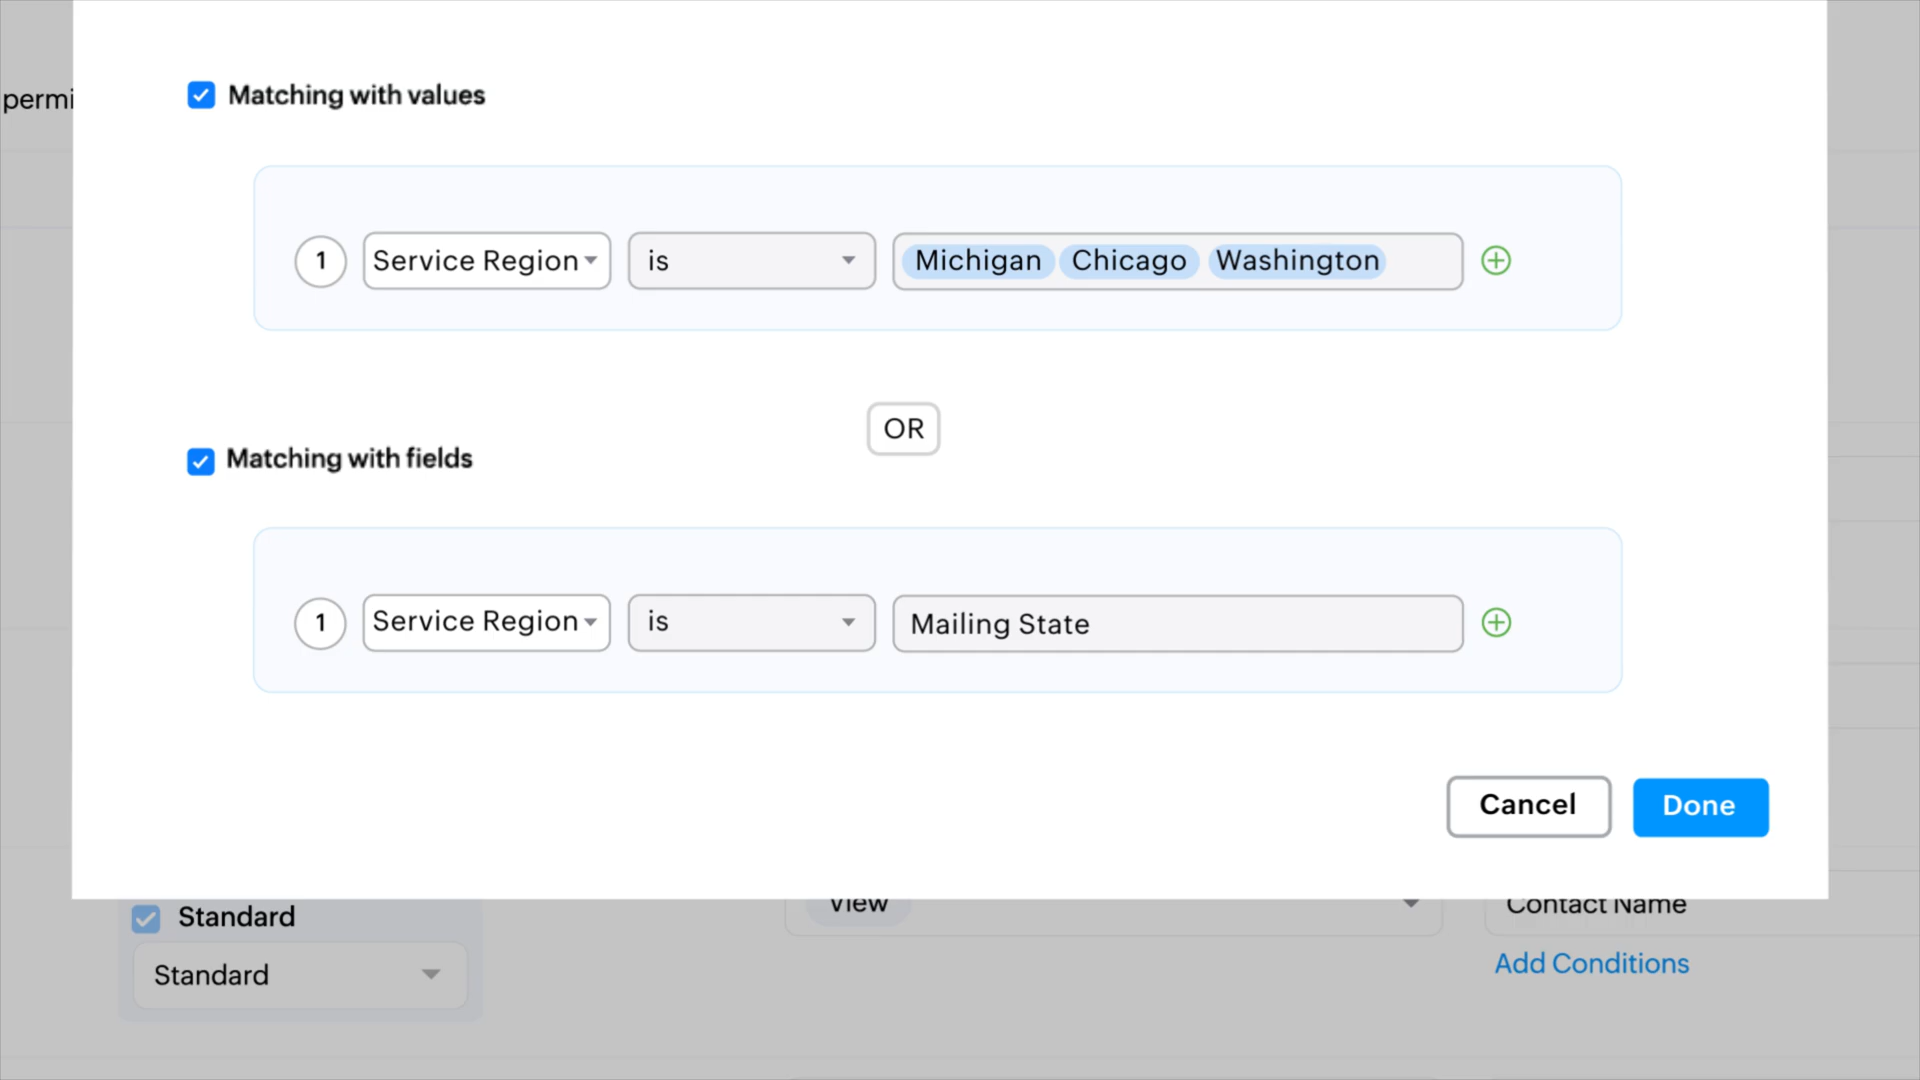 permi
Matching with values
1 Service Region is Michigan Chicago Washington
OR
Matching with fields
1 Service Region is Mailing State
Cancel Done
Standard
View
Contact Name
Standard
Add Conditions